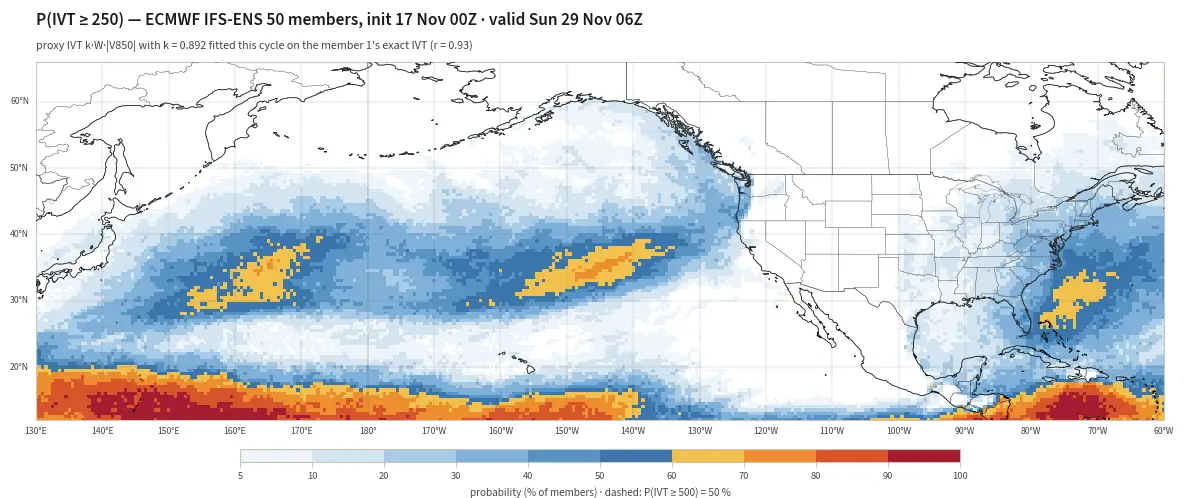 P(IVT ≥ 250) — ECMWF IFS-ENS 50 members, init 17 Nov 00Z · valid Sun 29 Nov 06Z
proxy IVT k·W·|V850| with k = 0.892 fitted this cycle on the member 1's exact IVT (r = 0.93)
60°N
50°N
40°N
30°N
20°N
130°E 140°E 150°E 160°E 170°E 180° 170°W 160°W 150°W 140°W 130°W 120°W 110°W 100°W 90°W 80°W 70°W 60°W
5 10 20 30 40 50 60 70 80 90 100
probability (% of members) · dashed: P(IVT ≥ 500) = 50 %